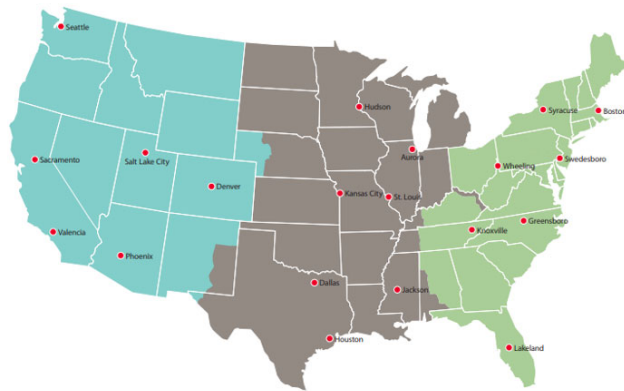 Seattle
Hudson
Syracuse
Boston
Sacramento
Salt Lake City
Aurora
Wheeling
Swedesboro
Denver
Kansas City
St. Louis
Valencia
Greensboro
Knoxville
Phoenix
Dallas
Jackson
Houston
Lakeland